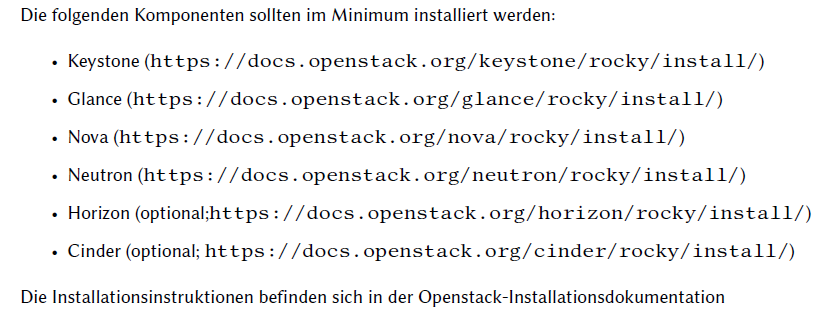 Die folgenden Komponenten sollten im Minimum installiert werden:
• Keystone (https://docs.openstack.org/keystone/rocky/install/)
• Glance (https://docs.openstack.org/glance/rocky/install/)
• Nova (https://docs.openstack.org/nova/rocky/install/)
• Neutron (https://docs.openstack.org/neutron/rocky/install/)
• Horizon (optional;https://docs.openstack.org/horizon/rocky/install/)
• Cinder (optional; https://docs.openstack.org/cinder/rocky/install/)
Die Installationsinstruktionen befinden sich in der Openstack-Installationsdokumentation